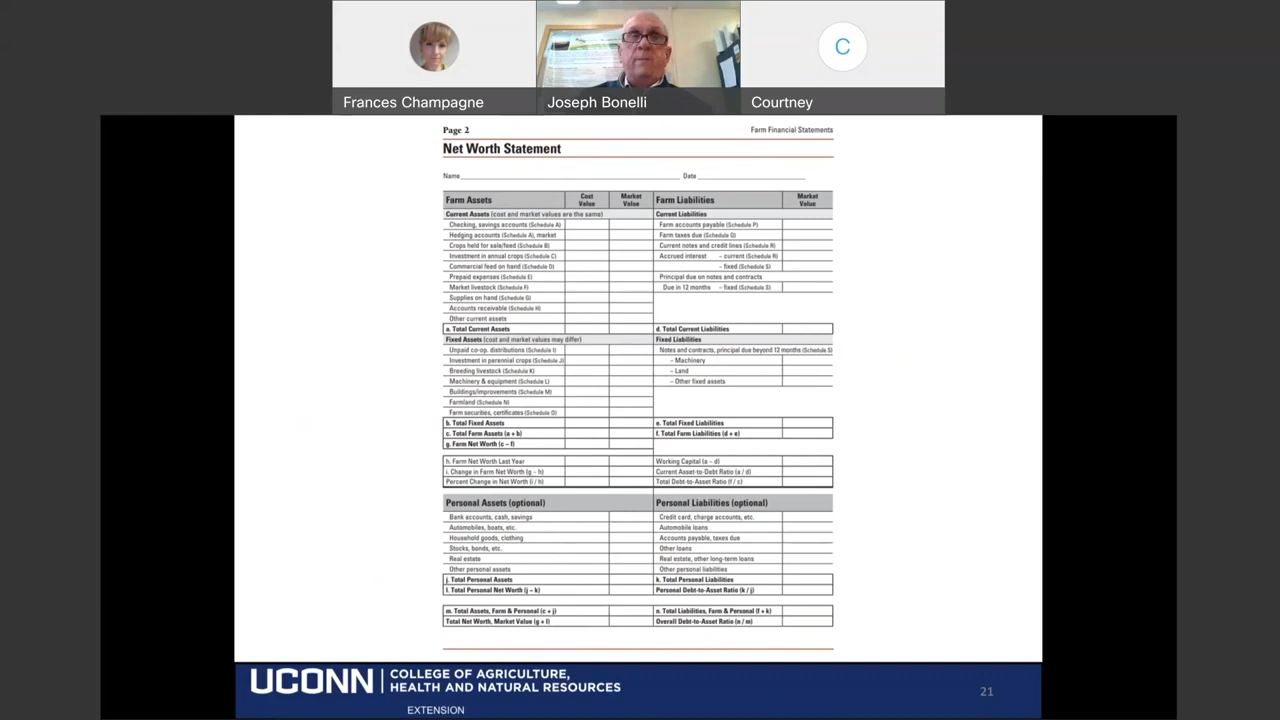 C
Frances Champagne
Joseph Bonelli
Courtney
Page 2
Farm Financial Statements
Net Worth Statement
Name
Date
Farm Assets Cost Value Market Value Farm Liabilities Market Value
Current Assets (cost and market values are the same) Current Liabilities
Checking, savings accounts (Schedule A) Farm accounts payable (Schedule P)
Hedging accounts (Schedule A), market Farm taxes due (Schedule Q)
Crops held for sale/feed (Schedule B) Current notes and credit lines (Schedule R)
Investment in annual crops (Schedule C) Accrued interest – current (Schedule R)
Commercial feed on hand (Schedule D) – fixed (Schedule S)
Prepaid expenses (Schedule E) Principal due on notes and contracts
Market livestock (Schedule F) Due in 12 months – fixed (Schedule S)
Supplies on hand (Schedule G)
Accounts receivable (Schedule H)
Other current assets
a. Total Current Assets d. Total Current Liabilities
Fixed Assets (cost and market values may differ) Fixed Liabilities
Unpaid co-op. distributions (Schedule I) Notes and contracts, principal due beyond 12 months (Schedule S)
Investment in perennial crops (Schedule J) – Machinery
Breeding livestock (Schedule K) – Land
Machinery & equipment (Schedule L) – Other fixed assets
Buildings/improvements (Schedule M)
Farmland (Schedule N)
Farm securities, certificates (Schedule O)
b. Total Fixed Assets e. Total Fixed Liabilities
c. Total Farm Assets (a + b) f. Total Farm Liabilities (d + e)
g. Farm Net Worth (c – f)
h. Farm Net Worth Last Year Working Capital (a – d)
i. Change in Farm Net Worth (g – h) Current Asset-to-Debt Ratio (a / d)
Percent Change in Net Worth (i / h) Total Debt-to-Asset Ratio (f / c)
Personal Assets (optional) Personal Liabilities (optional)
Bank accounts, cash, savings Credit card, charge accounts, etc.
Automobiles, boats, etc. Automobile loans
Household goods, clothing Accounts payable, taxes due
Stocks, bonds, etc. Other loans
Real estate Real estate, other long-term loans
Other personal assets Other personal liabilities
j. Total Personal Assets k. Total Personal Liabilities
l. Total Personal Net Worth (j – k) Personal Debt-to-Asset Ratio (k / j)
m. Total Assets, Farm & Personal (c + j) n. Total Liabilities, Farm & Personal (f + k)
Total Net Worth, Market Value (g + l) Overall Debt-to-Asset Ratio (n / m)
UCONN
COLLEGE OF AGRICULTURE,
HEALTH AND NATURAL RESOURCES
EXTENSION
21